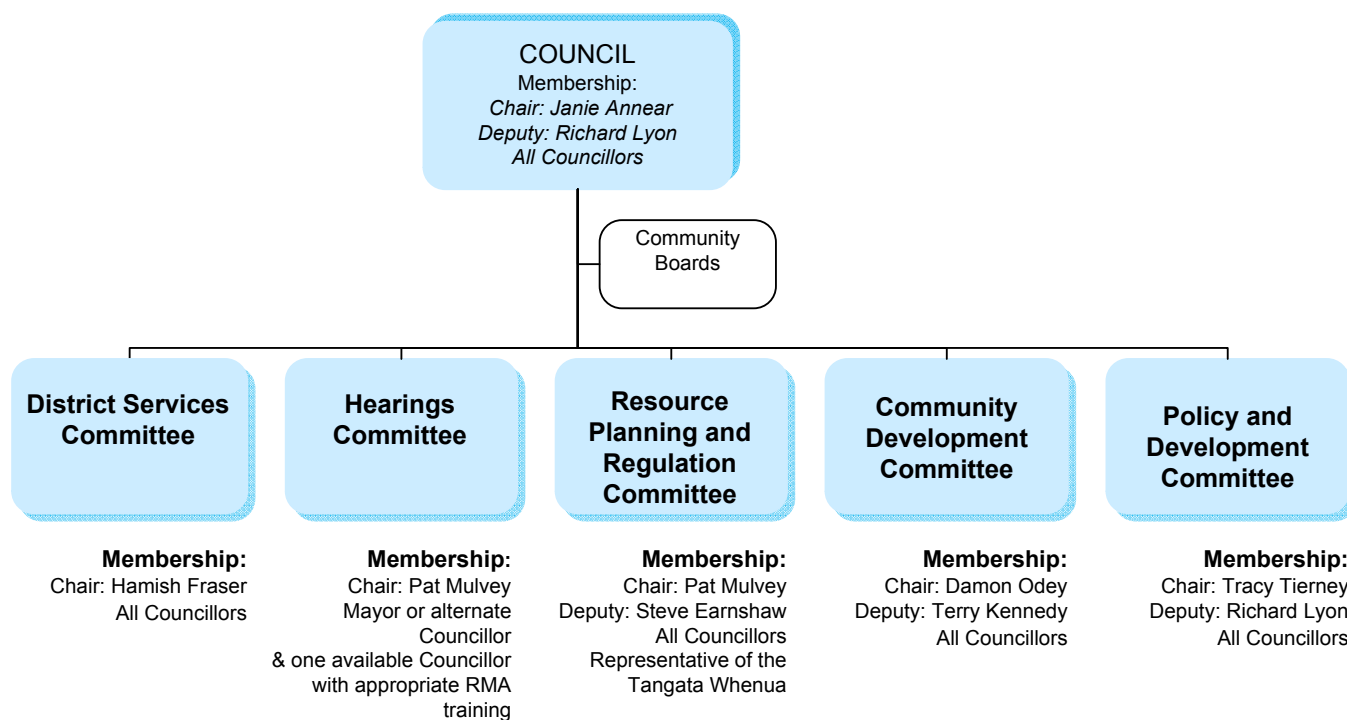 COUNCIL
Membership:
Chair: Janie Annear
Deputy: Richard Lyon
All Councillors
Community
Boards
District Services
Committee
Hearings
Committee
Resource
Planning and
Regulation
Committee
Community
Development
Committee
Policy and
Development
Committee
Membership:
Chair: Hamish Fraser
All Councillors
Membership:
Chair: Pat Mulvey
Mayor or alternate
Councillor
& one available Councillor
with appropriate RMA
training
Membership:
Chair: Pat Mulvey
Deputy: Steve Earnshaw
All Councillors
Representative of the
Tangata Whenua
Membership:
Chair: Damon Odey
Deputy: Terry Kennedy
All Councillors
Membership:
Chair: Tracy Tierney
Deputy: Richard Lyon
All Councillors